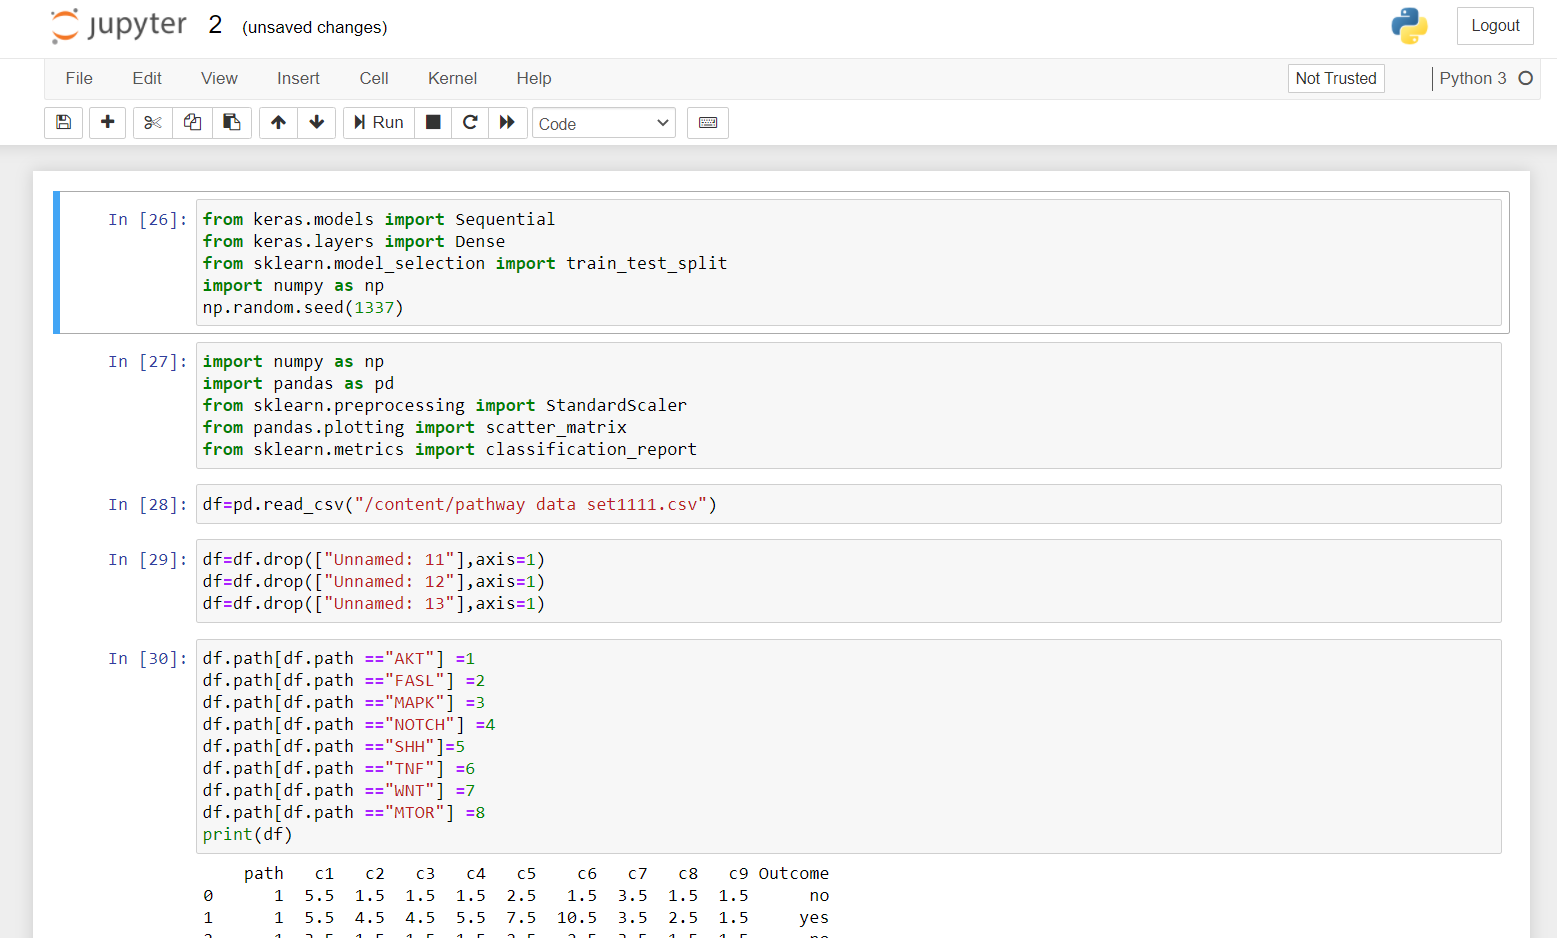 jupyter 2 (unsaved changes)
Logout
File Edit View Insert Cell Kernel Help
Not Trusted
Python 3
Run
Code
In [26]:
from keras.models import Sequential
from keras.layers import Dense
from sklearn.model_selection import train_test_split
import numpy as np
np.random.seed(1337)
In [27]:
import numpy as np
import pandas as pd
from sklearn.preprocessing import StandardScaler
from pandas.plotting import scatter_matrix
from sklearn.metrics import classification_report
In [28]:
df=pd.read_csv("/content/pathway data set1111.csv")
In [29]:
df=df.drop(["Unnamed: 11"],axis=1)
df=df.drop(["Unnamed: 12"],axis=1)
df=df.drop(["Unnamed: 13"],axis=1)
In [30]:
df.path[df.path =="AKT"] =1
df.path[df.path =="FASL"] =2
df.path[df.path =="MAPK"] =3
df.path[df.path =="NOTCH"] =4
df.path[df.path =="SHH"]=5
df.path[df.path =="TNF"] =6
df.path[df.path =="WNT"] =7
df.path[df.path =="MTOR"] =8
print(df)
path c1 c2 c3 c4 c5 c6 c7 c8 c9 Outcome
0 1 5.5 1.5 1.5 1.5 2.5 1.5 3.5 1.5 1.5 no
1 1 5.5 4.5 4.5 5.5 7.5 10.5 3.5 2.5 1.5 yes